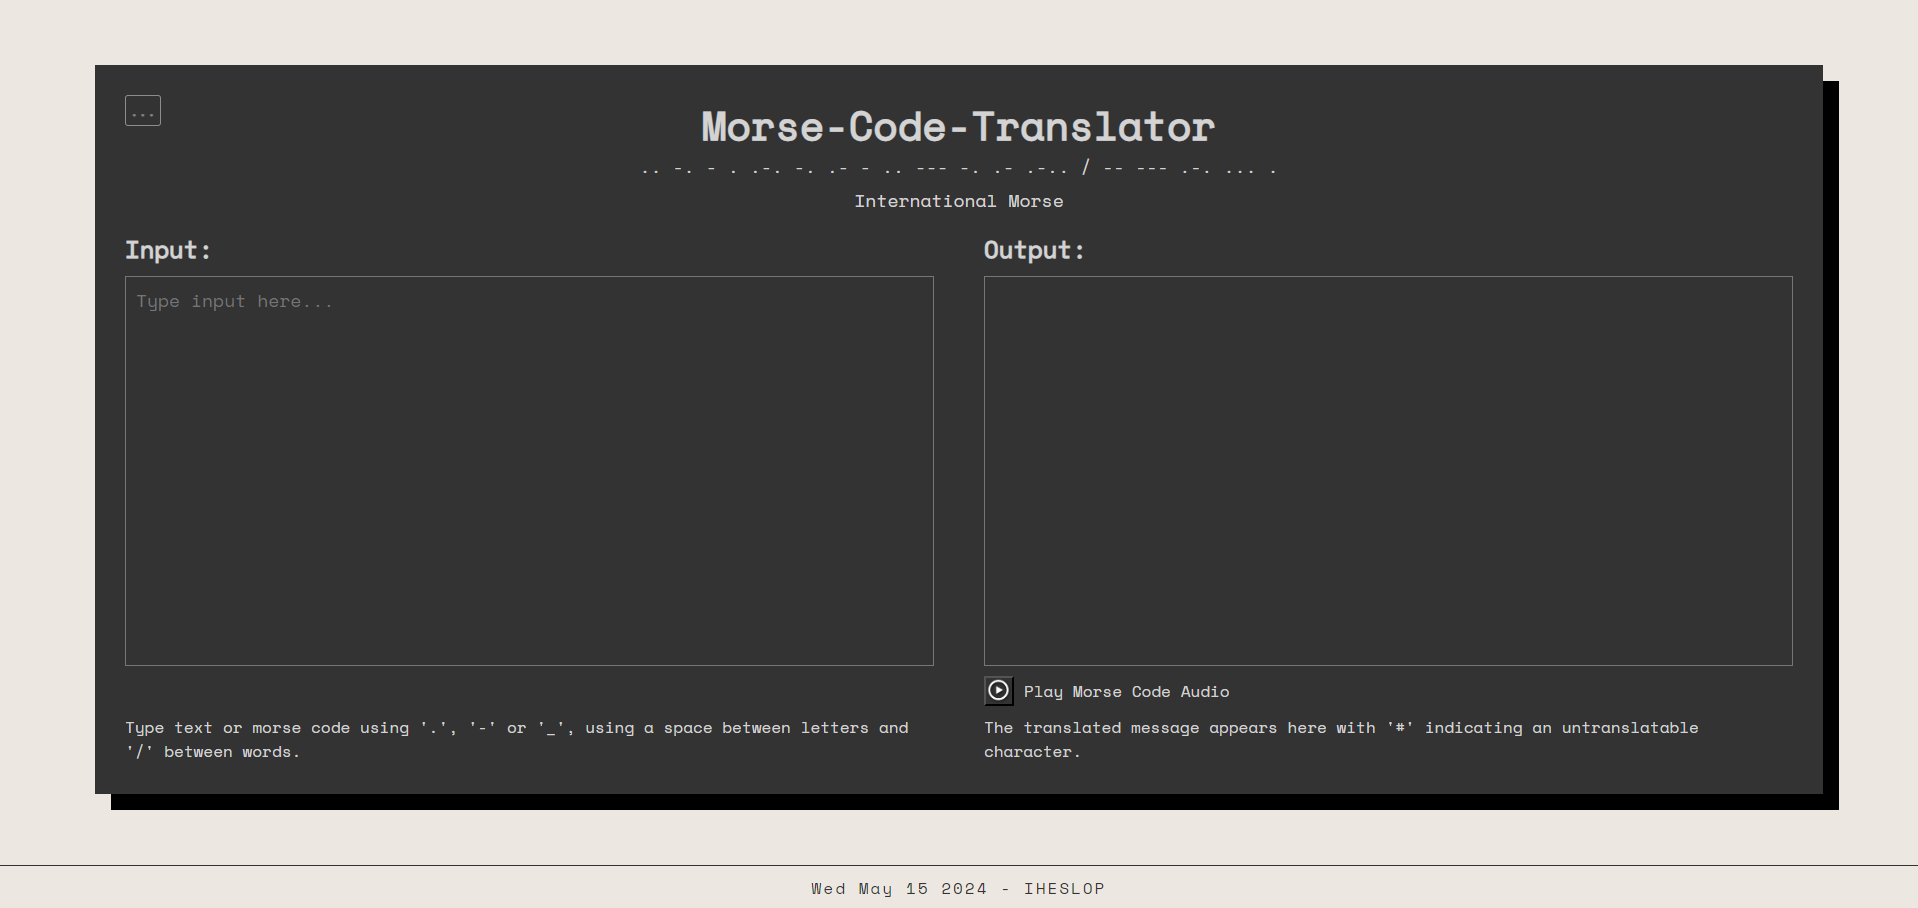 ...
Morse-Code-Translator
.. -. - . .-. -. .- - .. --- -. .- .-.. / -- --- .-. ... .
International Morse
Input:
Type input here...
Type text or morse code using '.', '-' or '_', using a space between letters and
'/' between words.
Output:
Play Morse Code Audio
The translated message appears here with '#' indicating an untranslatable
character.
Wed May 15 2024 - IHESLOP